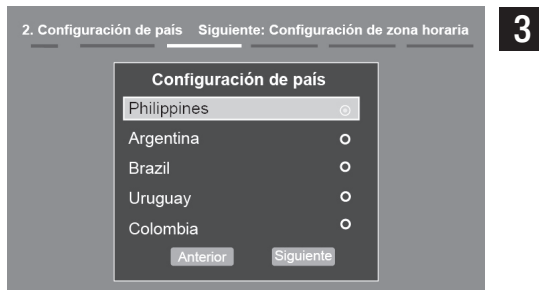 2. Configuración de país Siguiente: Configuración de zona horaria
3
Configuración de país
Philippines
Argentina
Brazil
Uruguay
Colombia
Anterior Siguiente